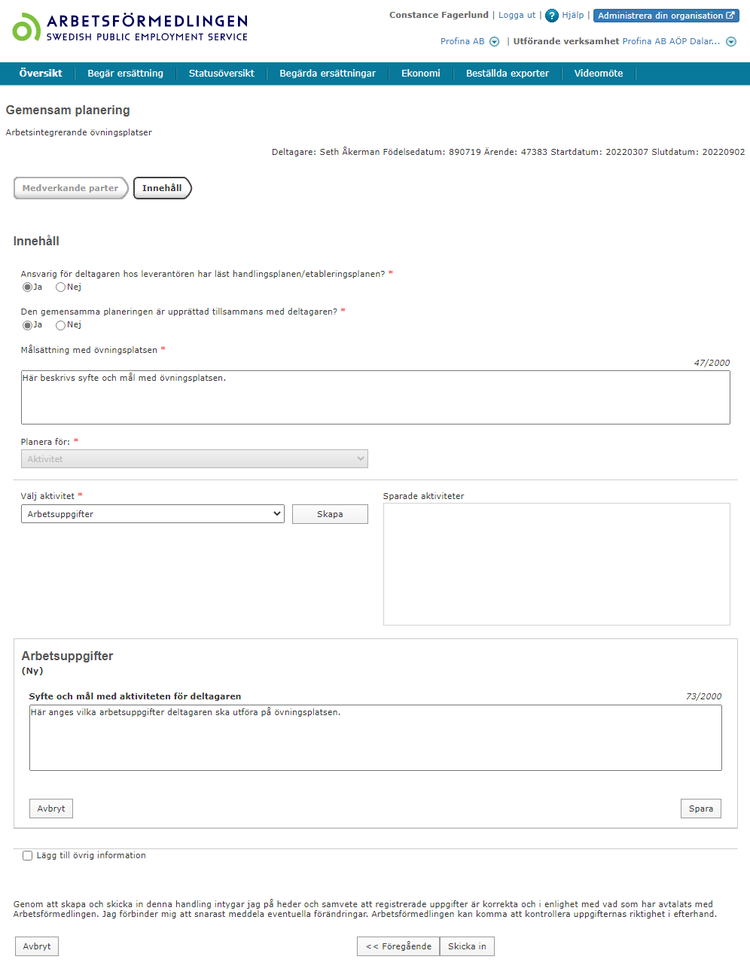 ARBETSFÖRMEDLINGEN
SWEDISH PUBLIC EMPLOYMENT SERVICE
Constance Fagerlund | Logga ut | ? Hjälp | Administrera din organisation
Profina AB | Utförande verksamhet Profina AB AÖP Dalar...
Översikt Begär ersättning Statusöversikt Begärda ersättningar Ekonomi Beställda exporter Videomöte
Gemensam planering
Arbetsintegrerande övningsplatser
Deltagare: Seth Åkerman Födelsedatum: 890719 Ärende: 47383 Startdatum: 20220307 Slutdatum: 20220902
Medverkande parter Innehåll
Innehåll
Ansvarig för deltagaren hos leverantören har läst handlingsplanen/etableringsplanen? *
Ja Nej
Den gemensamma planeringen är upprättad tillsammans med deltagaren? *
Ja Nej
Målsättning med övningsplatsen *
47/2000
Här beskrivs syfte och mål med övningsplatsen.
Planera för: *
Aktivitet
Välj aktivitet * Sparade aktiviteter
Arbetsuppgifter Skapa
Arbetsuppgifter
(Ny)
Syfte och mål med aktiviteten för deltagaren 73/2000
Här anges vilka arbetsuppgifter deltagaren ska utföra på övningsplatsen.
Avbryt Spara
Lägg till övrig information
Genom att skapa och skicka in denna handling intygar jag på heder och samvete att registrerade uppgifter är korrekta och i enlighet med vad som har avtalats med
Arbetsförmedlingen. Jag förbinder mig att snarast meddela eventuella förändringar. Arbetsförmedlingen kan komma att kontrollera uppgifternas riktighet i efterhand.
Avbryt << Föregående Skicka in